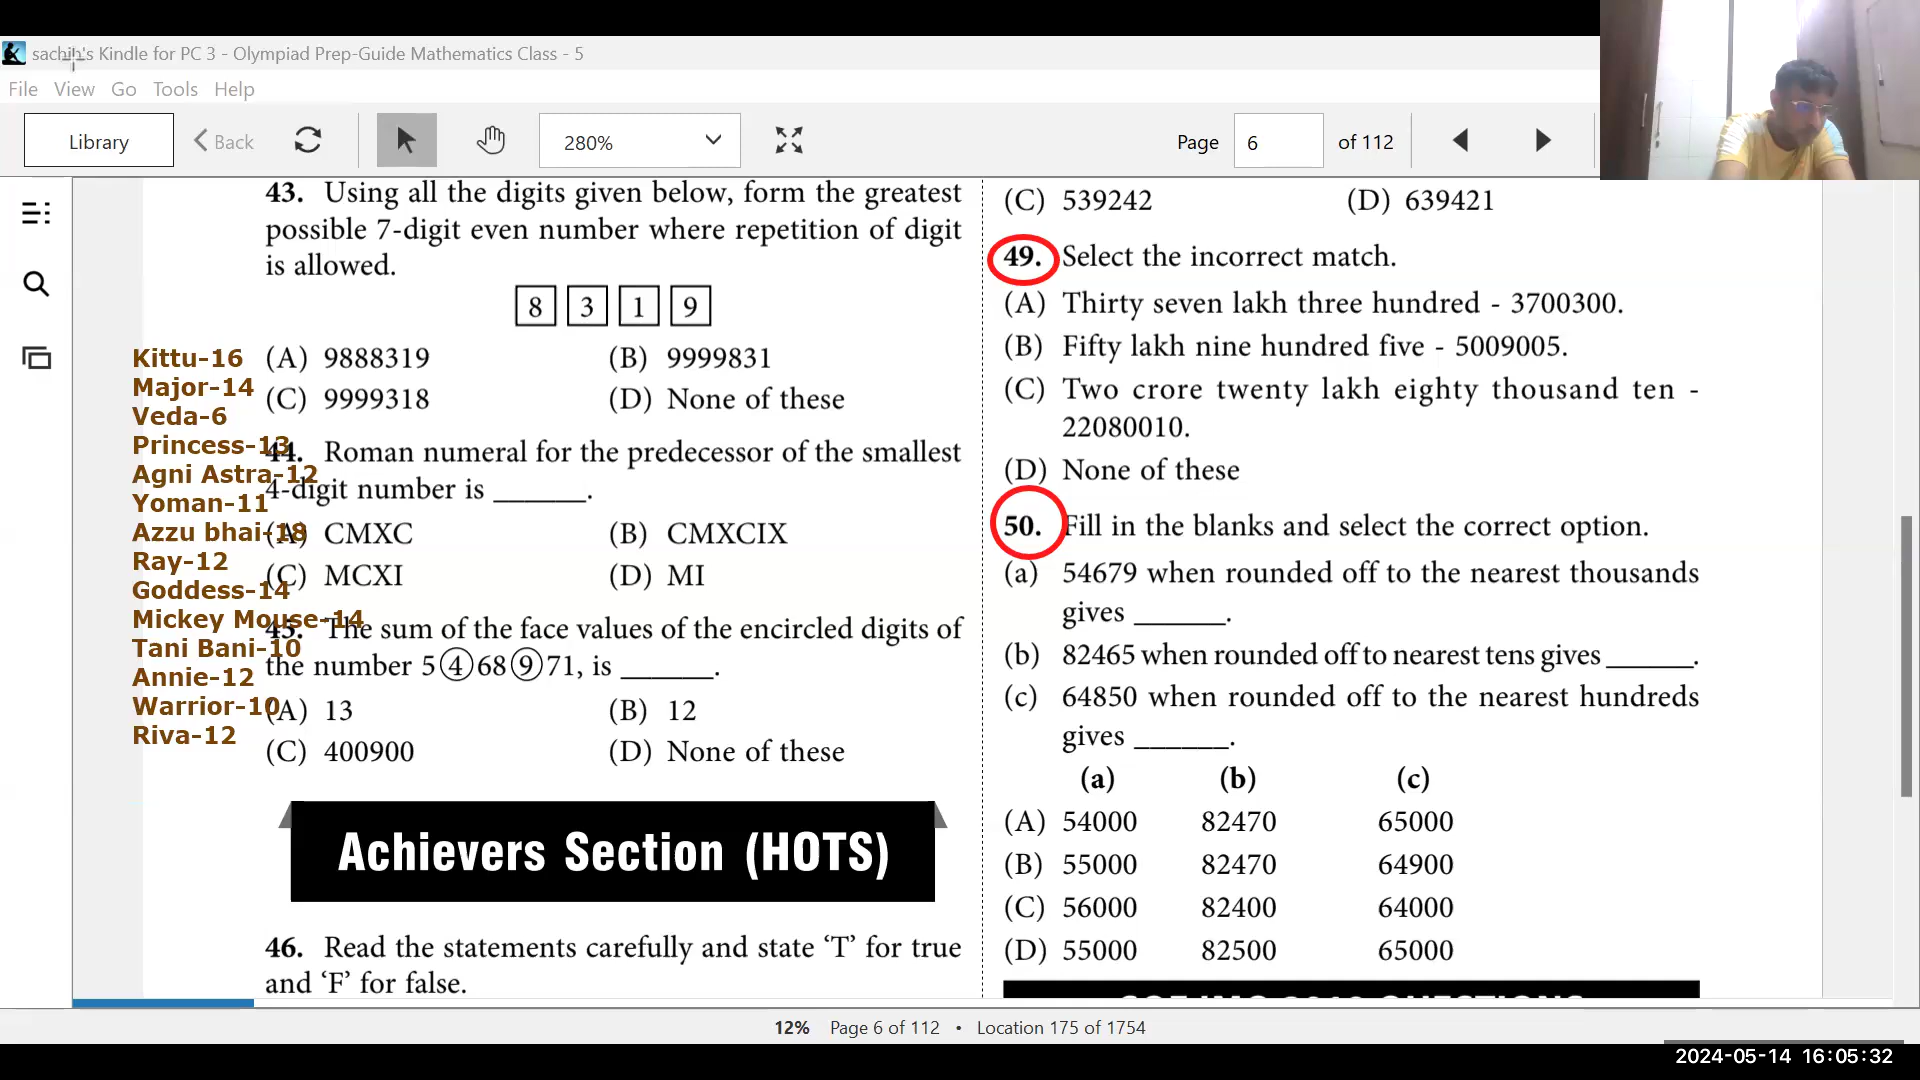 sachin's Kindle for PC 3 - Olympiad Prep-Guide Mathematics Class - 5
File View Go Tools Help
Library Back 280% Page 6 of 112
43. Using all the digits given below, form the greatest
possible 7-digit even number where repetition of digit
is allowed.
8 3 1 9
(A) 9888319 (B) 9999831
(C) 9999318 (D) None of these
44. Roman numeral for the predecessor of the smallest
4-digit number is ______.
(A) CMXC (B) CMXCIX
(C) MCXI (D) MI
45. The sum of the face values of the encircled digits of
the number 5④68⑨71, is ______.
(A) 13 (B) 12
(C) 400900 (D) None of these
Kittu-16
Major-14
Veda-6
Princess-13
Agni Astra-12
Yoman-11
Azzu bhai-18
Ray-12
Goddess-14
Mickey Mouse-14
Tani Bani-10
Annie-12
Warrior-10
Riva-12
Achievers Section (HOTS)
46. Read the statements carefully and state ‘T’ for true
and ‘F’ for false.
(C) 539242 (D) 639421
49. Select the incorrect match.
(A) Thirty seven lakh three hundred - 3700300.
(B) Fifty lakh nine hundred five - 5009005.
(C) Two crore twenty lakh eighty thousand ten -
22080010.
(D) None of these
50. Fill in the blanks and select the correct option.
(a) 54679 when rounded off to the nearest thousands
gives ______.
(b) 82465 when rounded off to nearest tens gives ______.
(c) 64850 when rounded off to the nearest hundreds
gives ______.
(a) (b) (c)
(A) 54000 82470 65000
(B) 55000 82470 64900
(C) 56000 82400 64000
(D) 55000 82500 65000
12% Page 6 of 112 • Location 175 of 1754
2024-05-14 16:05:32